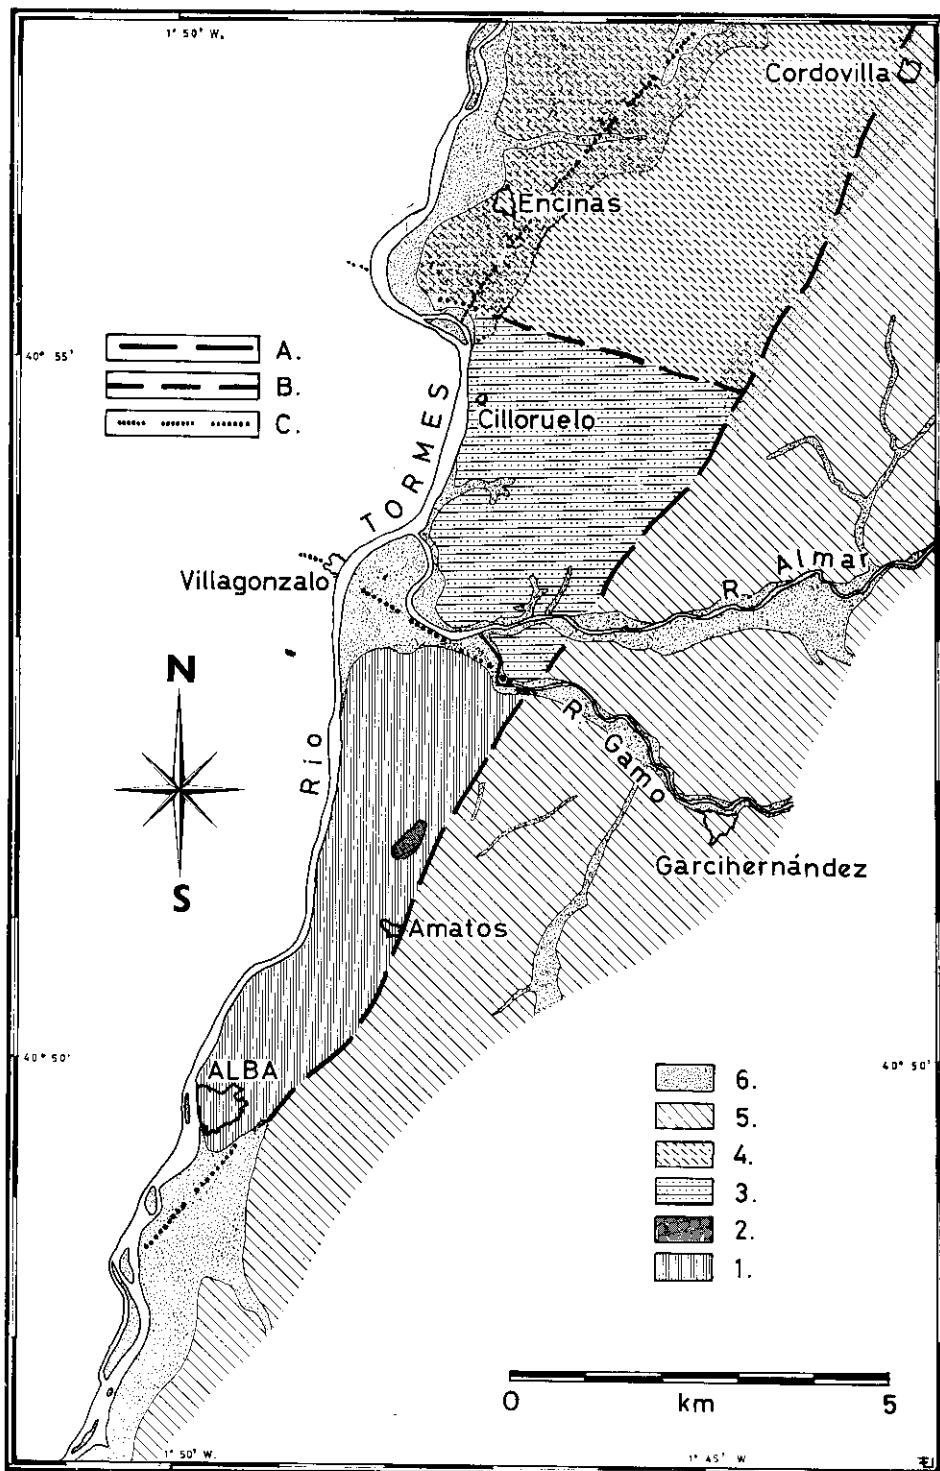 1° 50' W.
Cordovilla
Encinas
40° 55'
A.
B.
C.
Cilloruelo
Río TORMES
Villagonzalo
R. Almar
N
S
R. Gamo
Garcihernández
Amatos
40° 50'
40° 50'
ALBA
6.
5.
4.
3.
2.
1.
0 km 5
1° 50' W.
1° 45' W